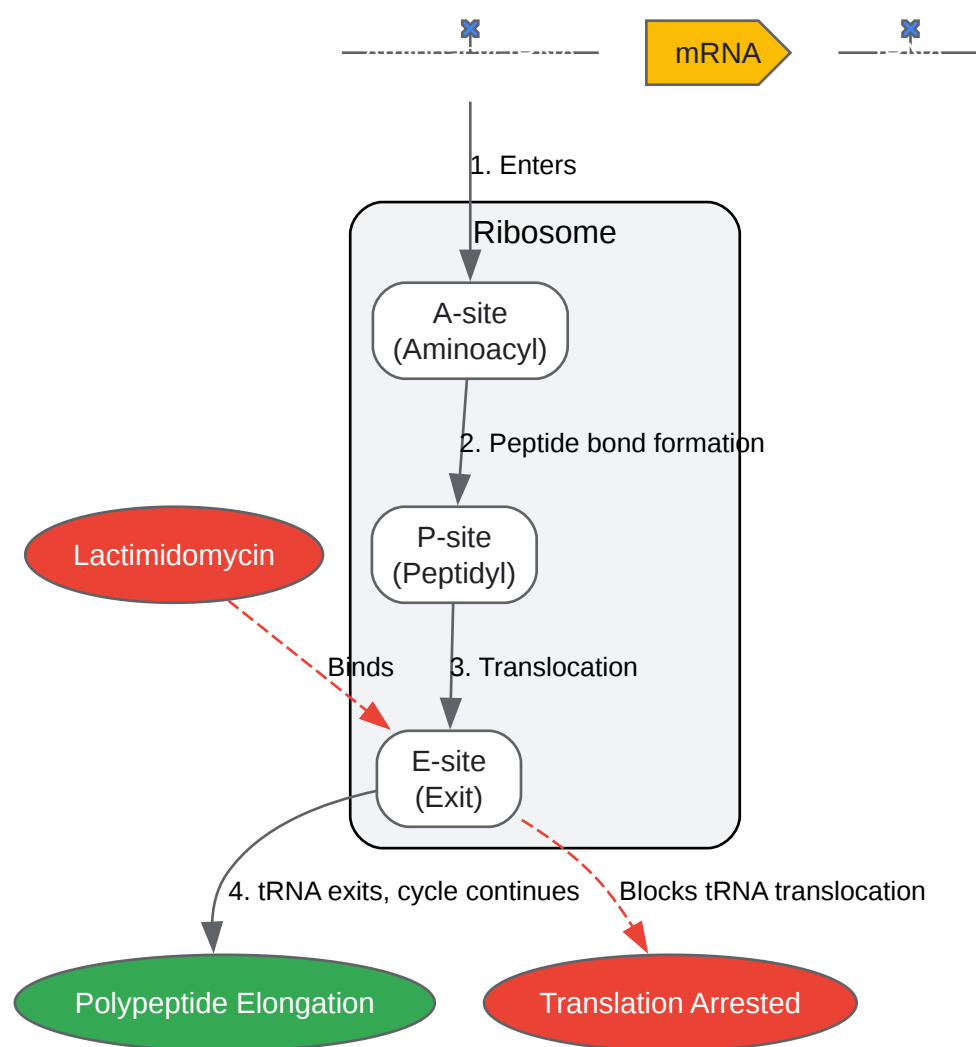 mRNA
1. Enters
Ribosome
A-site
(Aminoacyl)
2. Peptide bond formation
Lactimidomycin
P-site
(Peptidyl)
Binds
3. Translocation
E-site
(Exit)
4. tRNA exits, cycle continues
Blocks tRNA translocation
Polypeptide Elongation
Translation Arrested